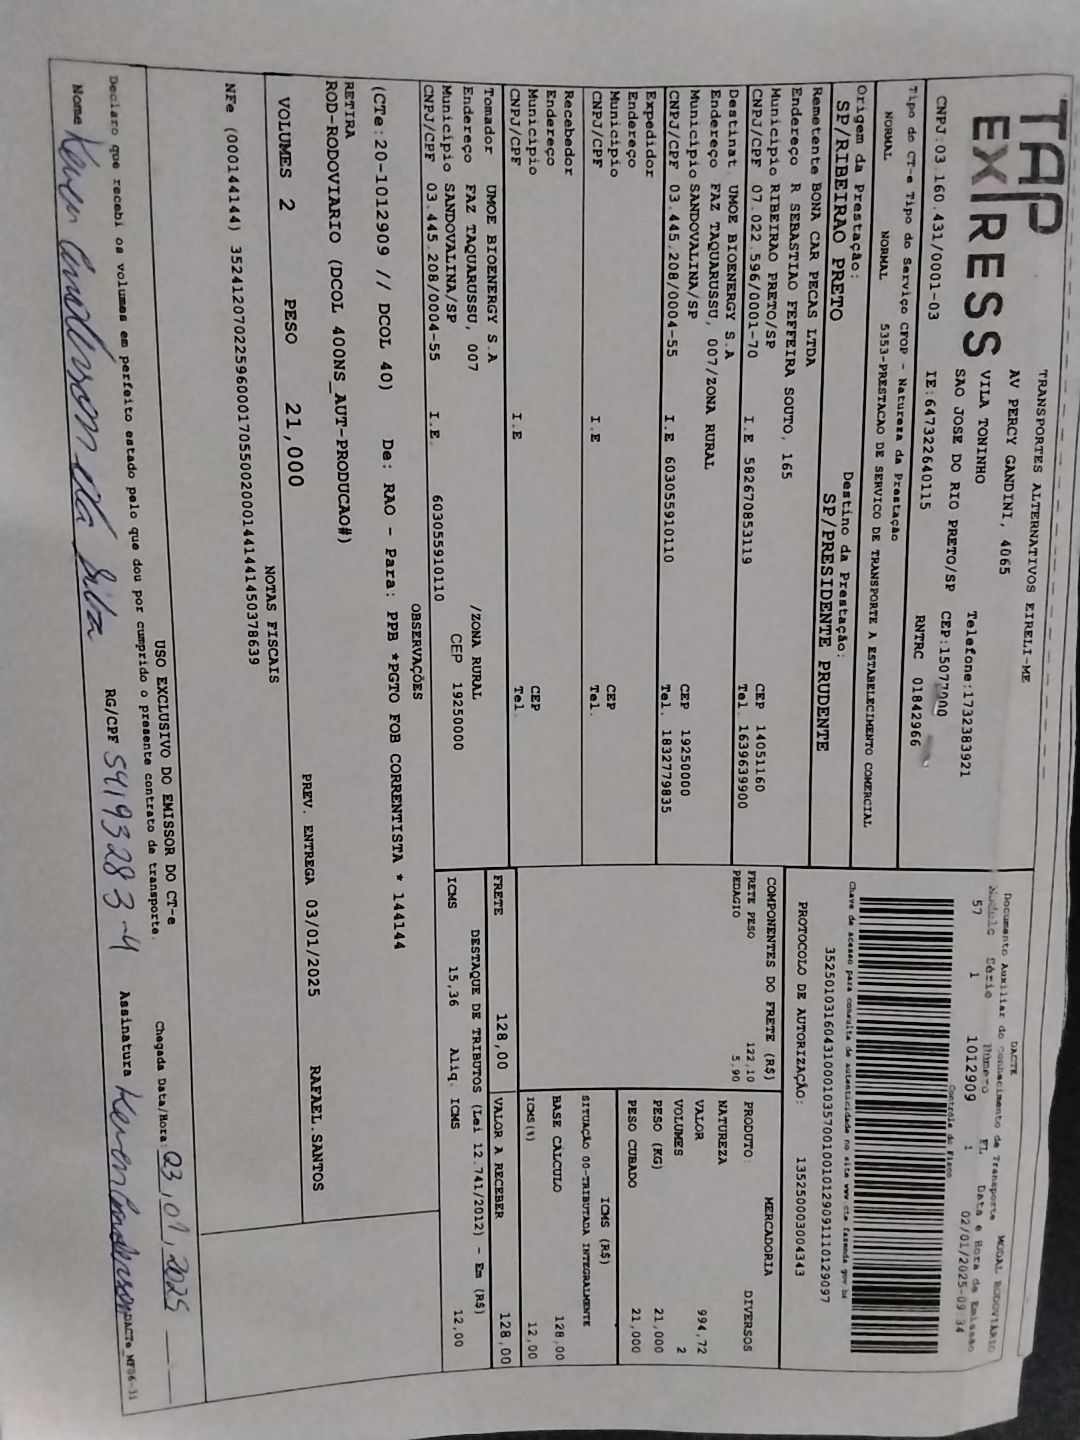 TAP
EXPRESS
TRANSPORTES ALTERNATIVOS EIRELI-ME
AV PERCY GANDINI, 4065
VILA TONINHO Telefone:1732383921
SAO JOSE DO RIO PRETO/SP CEP:15077000
CNPJ:03.160.431/0001-03 IE:647322640115 RNTRC 01842966
DACTE MODAL RODOVIÁRIO
Documento Auxiliar do Conhecimento de Transporte
Modelo Série Número FL Data e Hora da Emissão
57 1 1012909 1 02/01/2025-09:34
Controle do Fisco
Chave de acesso para consulta de autenticidade no site www.cte.fazenda.gov.br
35250103160431000103570010010129091110129097
PROTOCOLO DE AUTORIZAÇÃO: 135250003004343
Tipo do CT-e Tipo do Serviço CFOP - Natureza da Prestação
NORMAL NORMAL 5353-PRESTACAO DE SERVICO DE TRANSPORTE A ESTABELECIMENTO COMERCIAL
Origem da Prestação: Destino da Prestação:
SP/RIBEIRAO PRETO SP/PRESIDENTE PRUDENTE
Remetente BONA CAR PECAS LTDA
Endereço R SEBASTIAO FEFFEIRA SOUTO, 165
Município RIBEIRAO PRETO/SP CEP 14051160
CNPJ/CPF 07.022.596/0001-70 I.E 582670853119 Tel. 1639639900
Destinat. UMOE BIOENERGY S.A
Endereço FAZ TAQUARUSSU, 007/ZONA RURAL
Município SANDOVALINA/SP CEP 19250000
CNPJ/CPF 03.445.208/0004-55 I.E 603055910110 Tel. 1832779835
Expedidor
Endereço
Município CEP
CNPJ/CPF I.E Tel.
Recebedor
Endereço
Município CEP
CNPJ/CPF I.E Tel.
Tomador UMOE BIOENERGY S.A
Endereço FAZ TAQUARUSSU, 007 /ZONA RURAL
Município SANDOVALINA/SP CEP 19250000
CNPJ/CPF 03.445.208/0004-55 I.E. 603055910110
COMPONENTES DO FRETE (R$)
FRETE PESO 122,10
PEDAGIO 5,90
MERCADORIA
PRODUTO: DIVERSOS
NATUREZA
VALOR 994,72
VOLUMES 2
PESO (KG) 21,000
PESO CUBADO 21,000
ICMS (R$)
SITUAÇÃO 00-TRIBUTADA INTEGRALMENTE
BASE CÁLCULO 128,00
ICMS(%) 12,00
FRETE 128,00 VALOR A RECEBER 128,00
DESTAQUE DE TRIBUTOS (Lei 12.741/2012) - Em (R$)
ICMS 15,36 Aliq. ICMS 12,00
OBSERVAÇÕES
(CTe:20-1012909 // DCOL 40) De: RAO - Para: PPB *PGTO FOB CORRENTISTA * 144144
RETIRA
ROD-RODOVIARIO (DCOL 400NS_AUT-PRODUCAO#)
VOLUMES 2 PESO 21,000 PREV. ENTREGA 03/01/2025 RAFAEL.SANTOS
NOTAS FISCAIS
NFe (000144144) 35241207022596000170550020001441441450378639
USO EXCLUSIVO DO EMISSOR DO CT-e
Declaro que recebi os volumes em perfeito estado pelo que dou por cumprido o presente contrato de transporte.
Chegada Data/Hora: 03,01,2025
Nome Keven Anderson da Silva RG/CPF 54193283-4 Assinatura Keven Anderson
DACTe_MF06-31